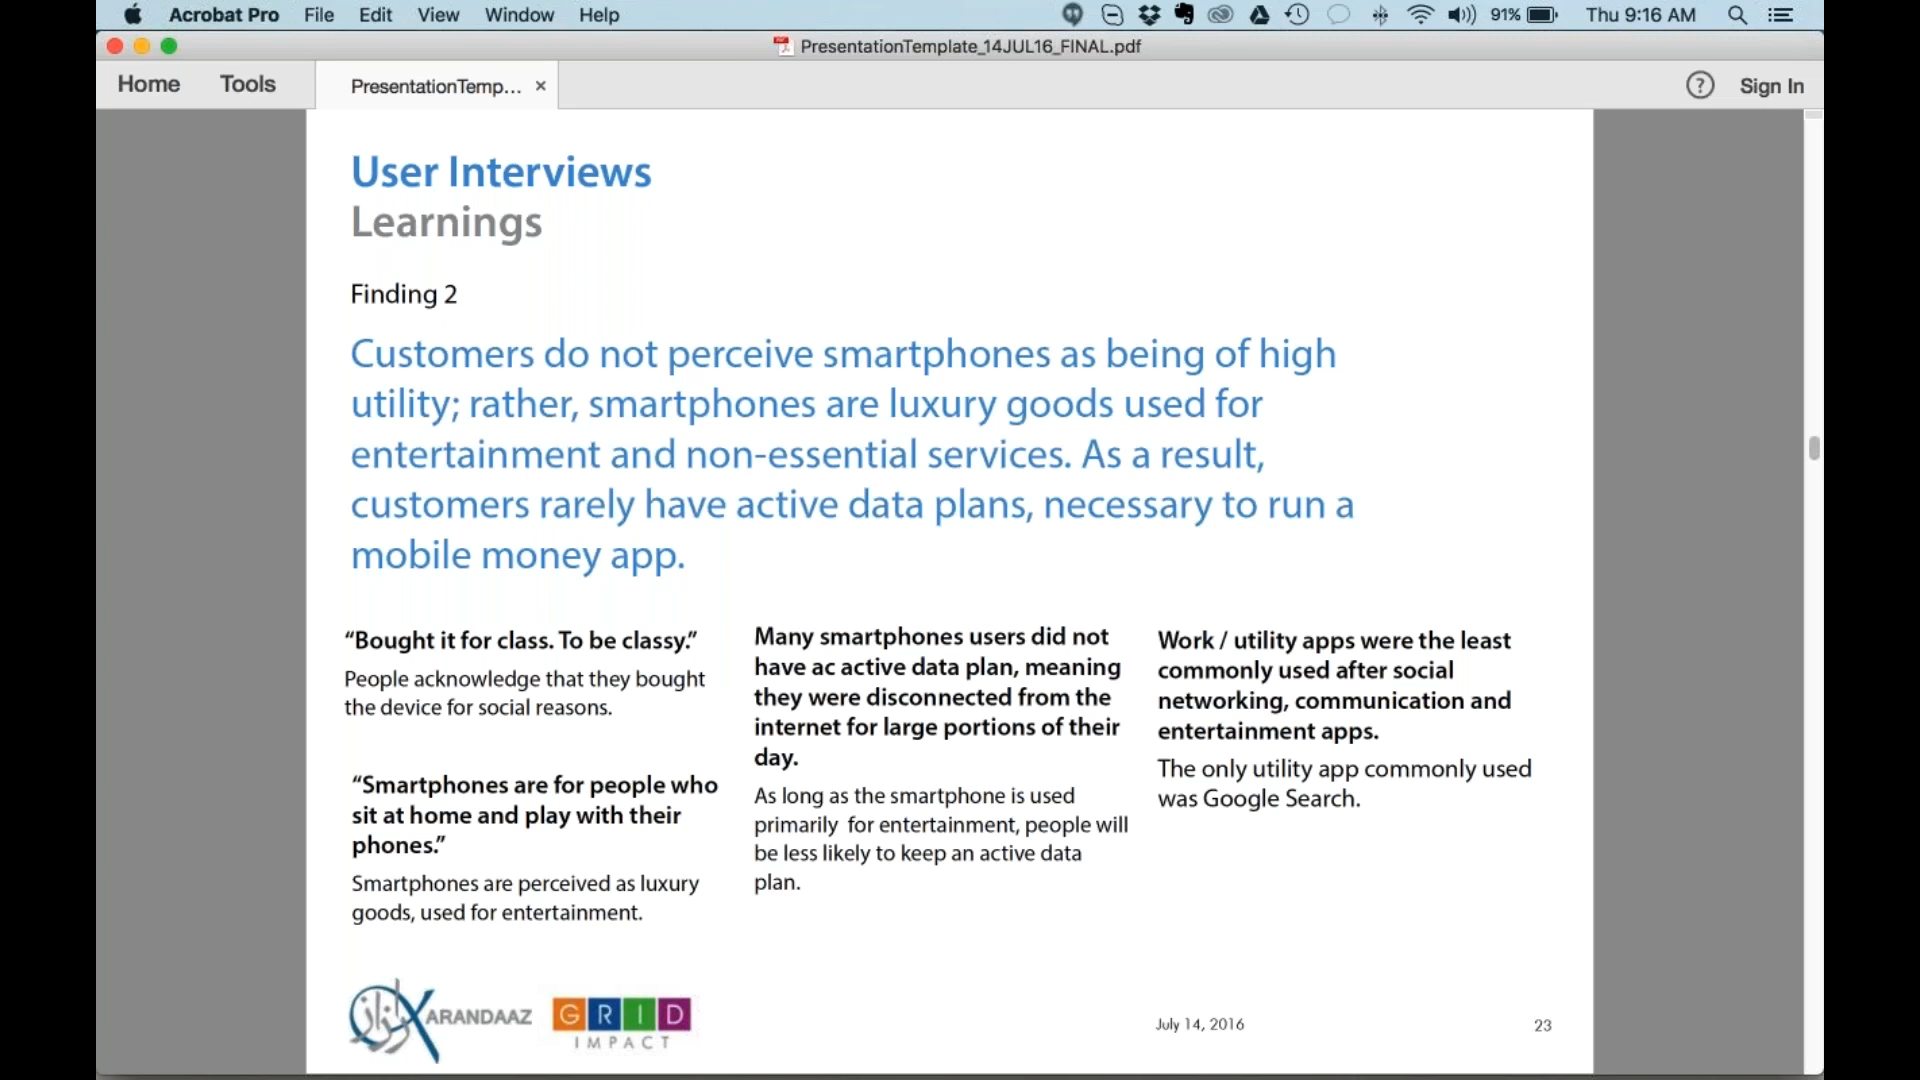 Acrobat Pro File Edit View Window Help 91% Thu 9:16 AM
PresentationTemplate_14JUL16_FINAL.pdf
Home Tools PresentationTemp... × ? Sign In
User Interviews
Learnings
Finding 2
Customers do not perceive smartphones as being of high
utility; rather, smartphones are luxury goods used for
entertainment and non-essential services. As a result,
customers rarely have active data plans, necessary to run a
mobile money app.
“Bought it for class. To be classy.”
People acknowledge that they bought
the device for social reasons.
“Smartphones are for people who
sit at home and play with their
phones.”
Smartphones are perceived as luxury
goods, used for entertainment.
Many smartphones users did not
have ac active data plan, meaning
they were disconnected from the
internet for large portions of their
day.
As long as the smartphone is used
primarily for entertainment, people will
be less likely to keep an active data
plan.
Work / utility apps were the least
commonly used after social
networking, communication and
entertainment apps.
The only utility app commonly used
was Google Search.
KARANDAAZ
GRID
IMPACT
July 14, 2016
23